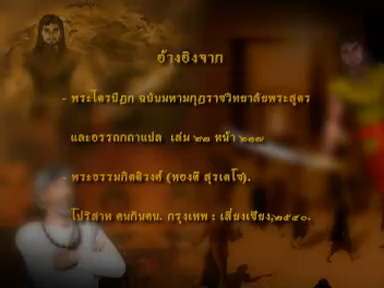 อ้างอิงจาก
- พระไตรปิฎก ฉบับมหามกุฏราชวิทยาลัยพระสูตร
และอรรถกถาแปล เล่ม ๒๒ หน้า ๒๑๗
- พระธรรมกิตติวงศ์ (ทองดี สุรเตโช).
โปริสาท คนกินคน. กรุงเทพ : เลี่ยงเชียง,๒๕๔๐.